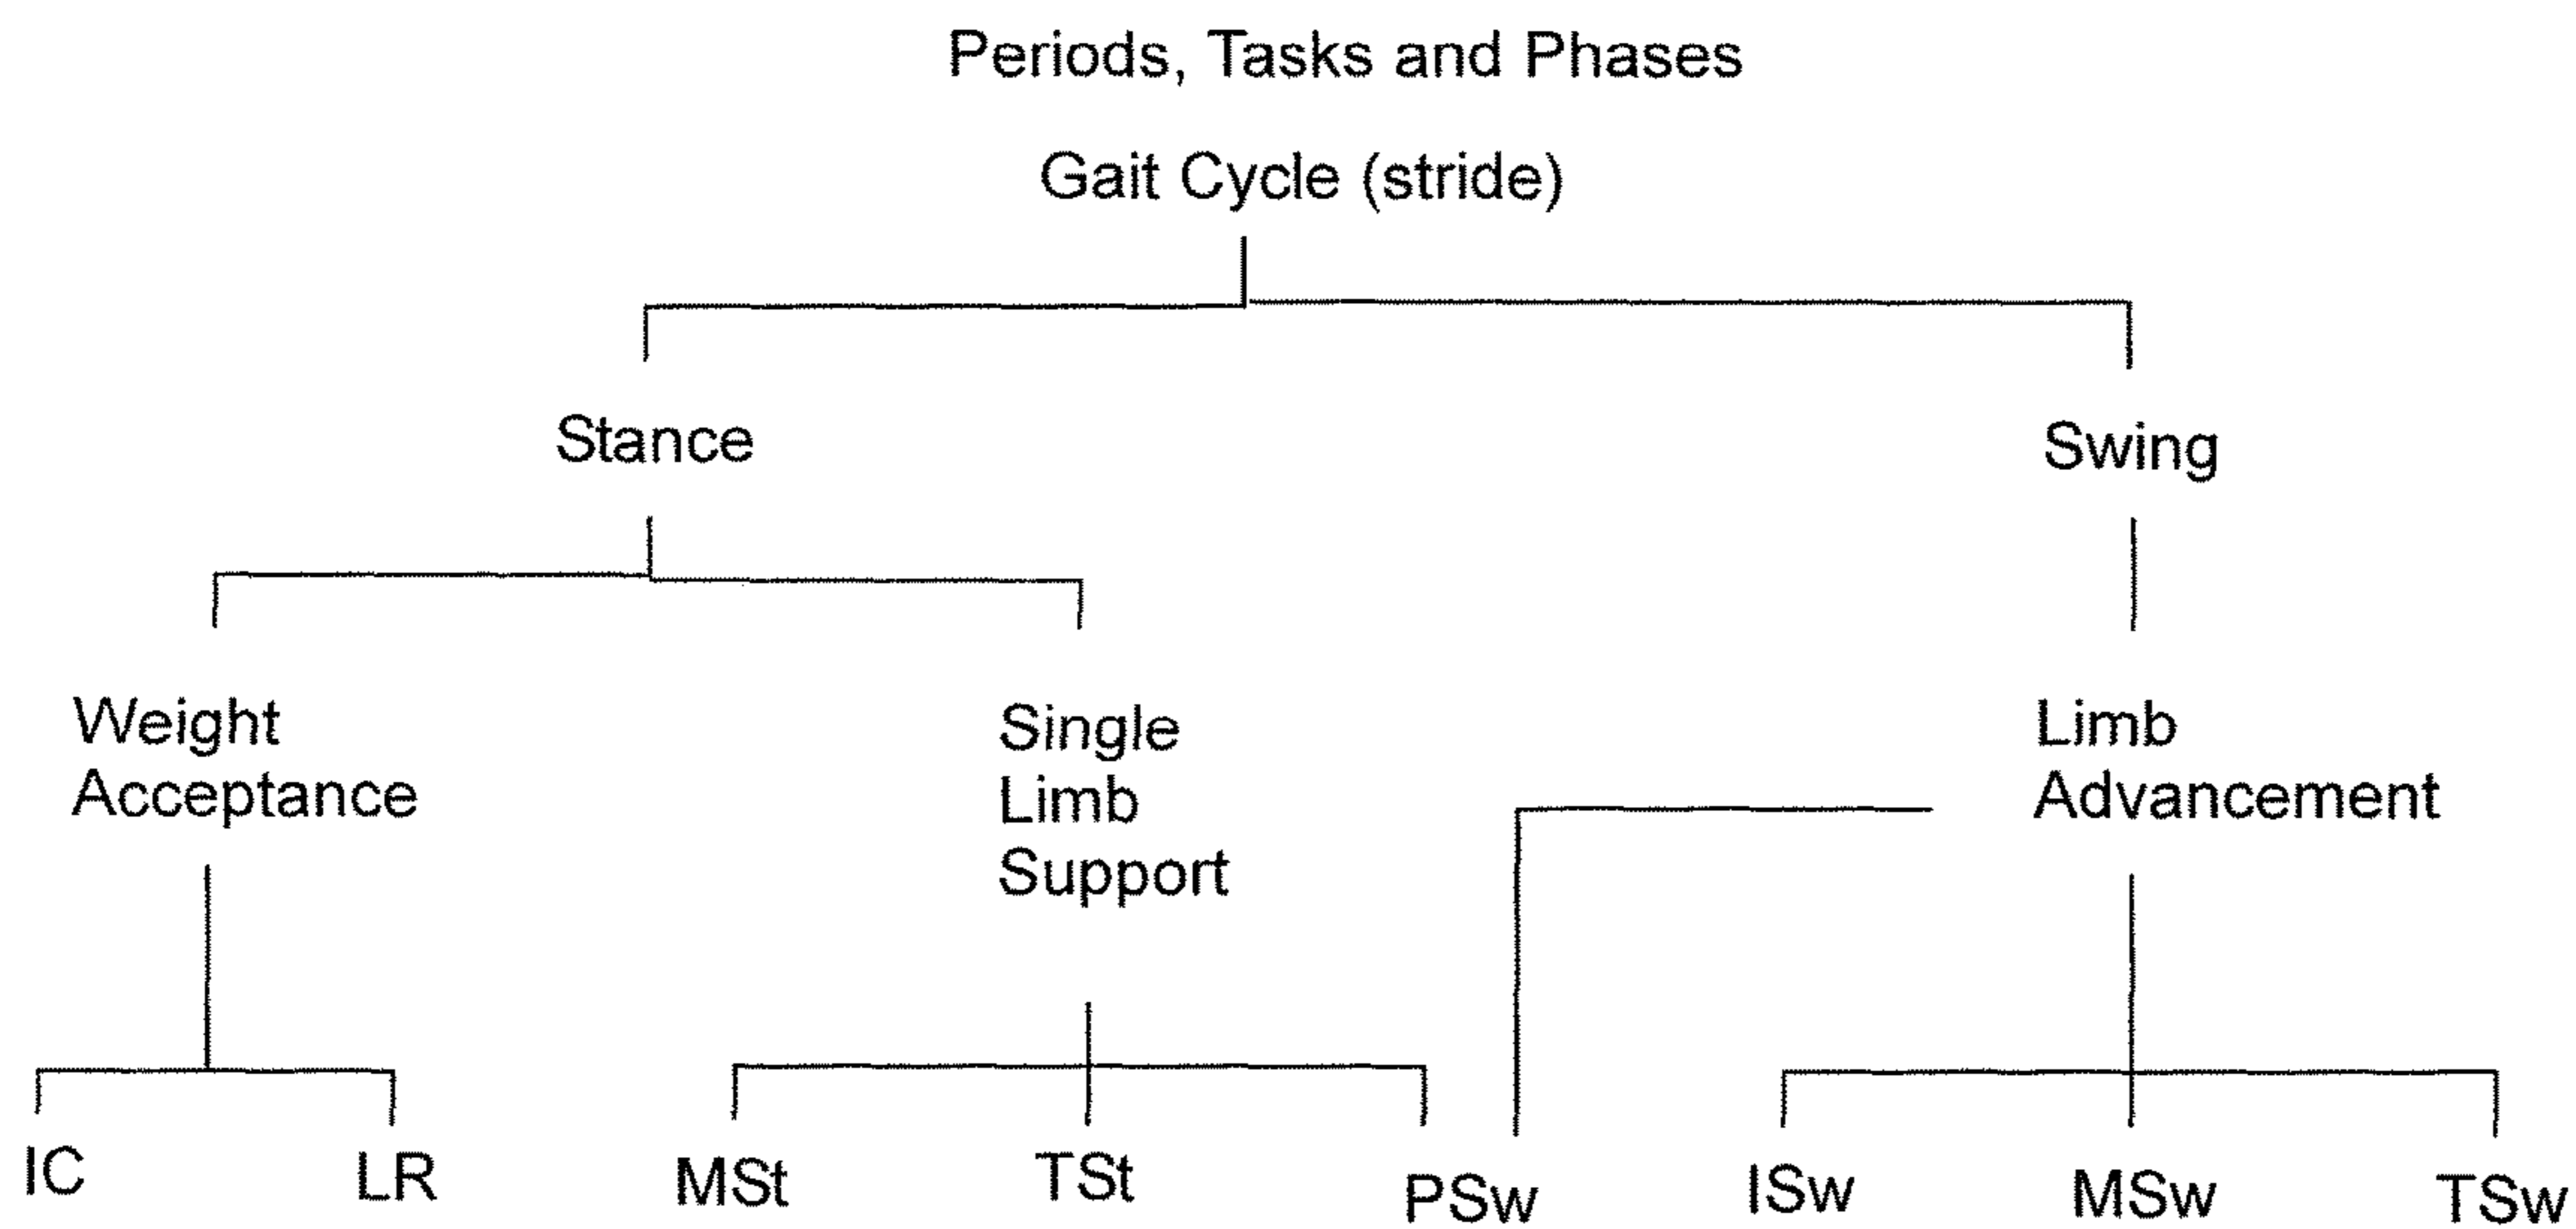 Periods, Tasks and Phases
Gait Cycle (stride)
Stance
Swing
Weight
Acceptance
Single
Limb
Support
Limb
Advancement
IC
LR
MSt
TSt
PSw
ISw
MSw
TSw